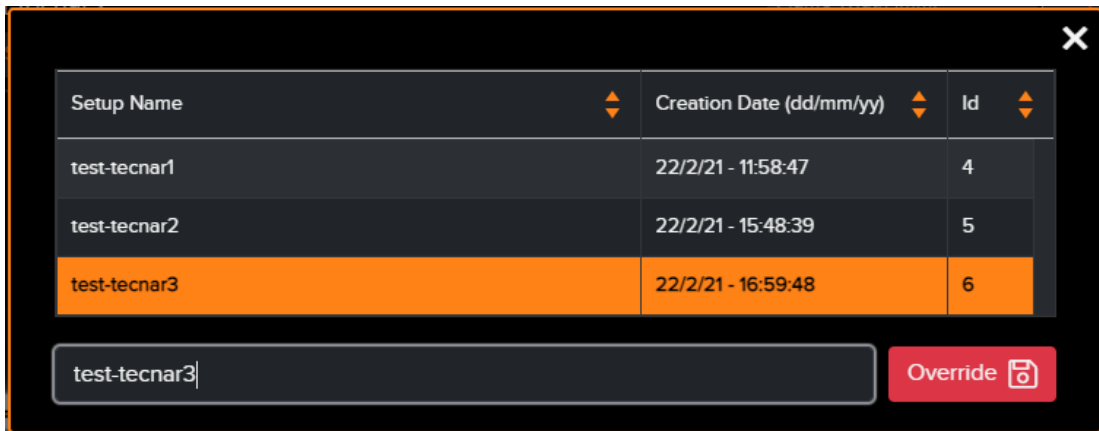 Setup Name Creation Date (dd/mm/yy) Id
test-tecnar1 22/2/21 - 11:58:47 4
test-tecnar2 22/2/21 - 15:48:39 5
test-tecnar3 22/2/21 - 16:59:48 6
test-tecnar3 Override